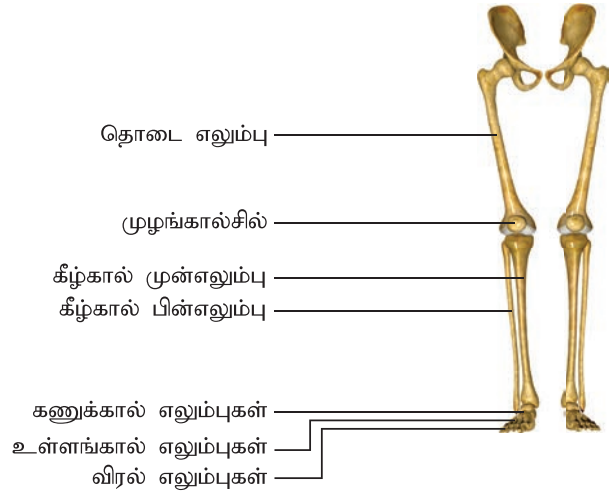 தொடை எலும்பு
முழங்கால்சில்
கீழ்கால் முன்எலும்பு
கீழ்கால் பின்எலும்பு
கணுக்கால் எலும்புகள்
உள்ளங்கால் எலும்புகள்
விரல் எலும்புகள்